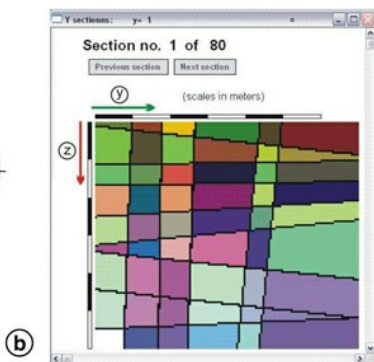 Y sections: y= 1
Section no. 1 of 80
Previous section Next section
y
(scales in meters)
z
b